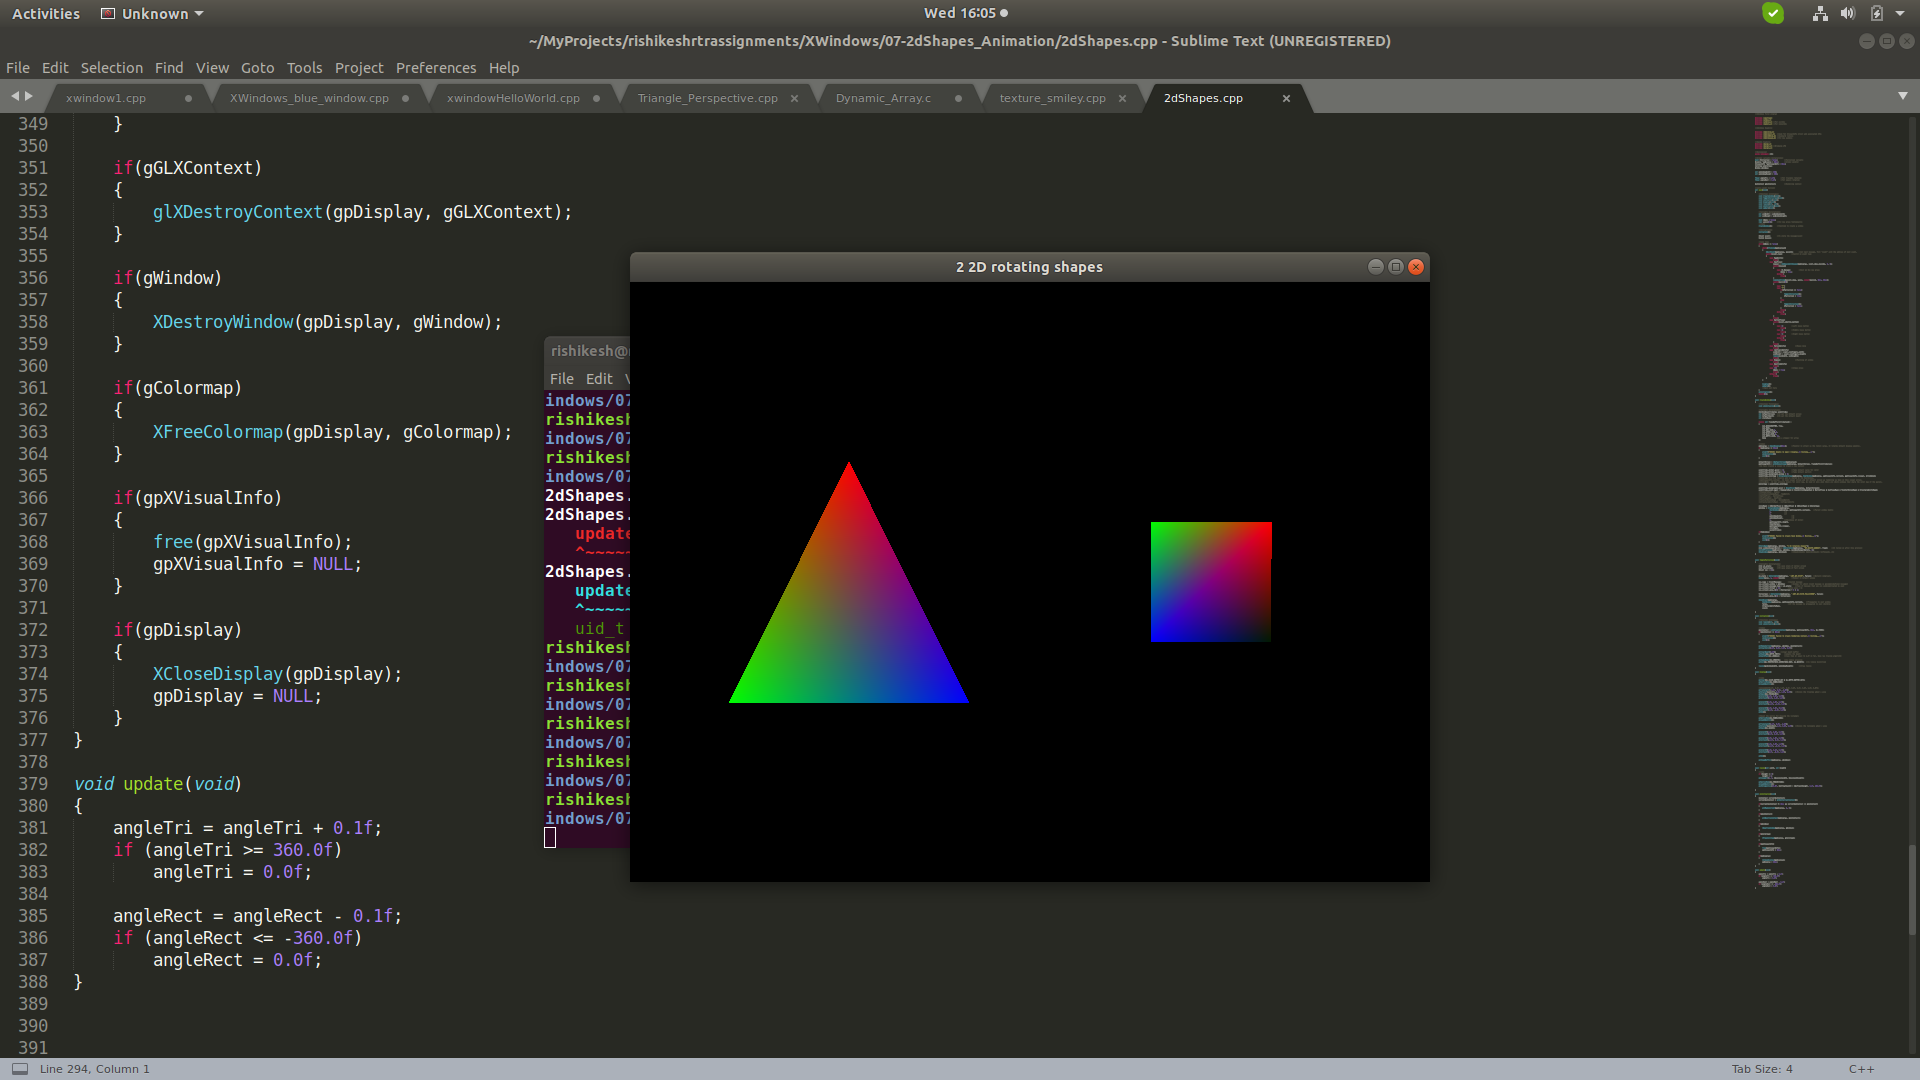 Activities Unknown Wed 16:05
~/MyProjects/rishikeshrtrassignments/XWindows/07-2dShapes_Animation/2dShapes.cpp - Sublime Text (UNREGISTERED)
File Edit Selection Find View Goto Tools Project Preferences Help
xwindow1.cpp XWindows_blue_window.cpp xwindowHelloWorld.cpp Triangle_Perspective.cpp Dynamic_Array.c texture_smiley.cpp 2dShapes.cpp
349 }
350
351 if(gGLXContext)
352 {
353 glXDestroyContext(gpDisplay, gGLXContext);
354 }
355
356 if(gWindow)
357 {
358 XDestroyWindow(gpDisplay, gWindow);
359 }
360
361 if(gColormap)
362 {
363 XFreeColormap(gpDisplay, gColormap);
364 }
365
366 if(gpXVisualInfo)
367 {
368 free(gpXVisualInfo);
369 gpXVisualInfo = NULL;
370 }
371
372 if(gpDisplay)
373 {
374 XCloseDisplay(gpDisplay);
375 gpDisplay = NULL;
376 }
377 }
378
379 void update(void)
380 {
381 angleTri = angleTri + 0.1f;
382 if (angleTri >= 360.0f)
383 angleTri = 0.0f;
384
385 angleRect = angleRect - 0.1f;
386 if (angleRect <= -360.0f)
387 angleRect = 0.0f;
388 }
389
390
391
2 2D rotating shapes
rishikesh@
File Edit
indows/07
rishikesh
indows/07
rishikesh
indows/07
2dShapes.
2dShapes.
update
^~~~~~
2dShapes.
update
^~~~~~
uid_t
rishikesh
indows/07
rishikesh
indows/07
rishikesh
indows/07
rishikesh
indows/07
rishikesh
indows/07
Line 294, Column 1 Tab Size: 4 C++